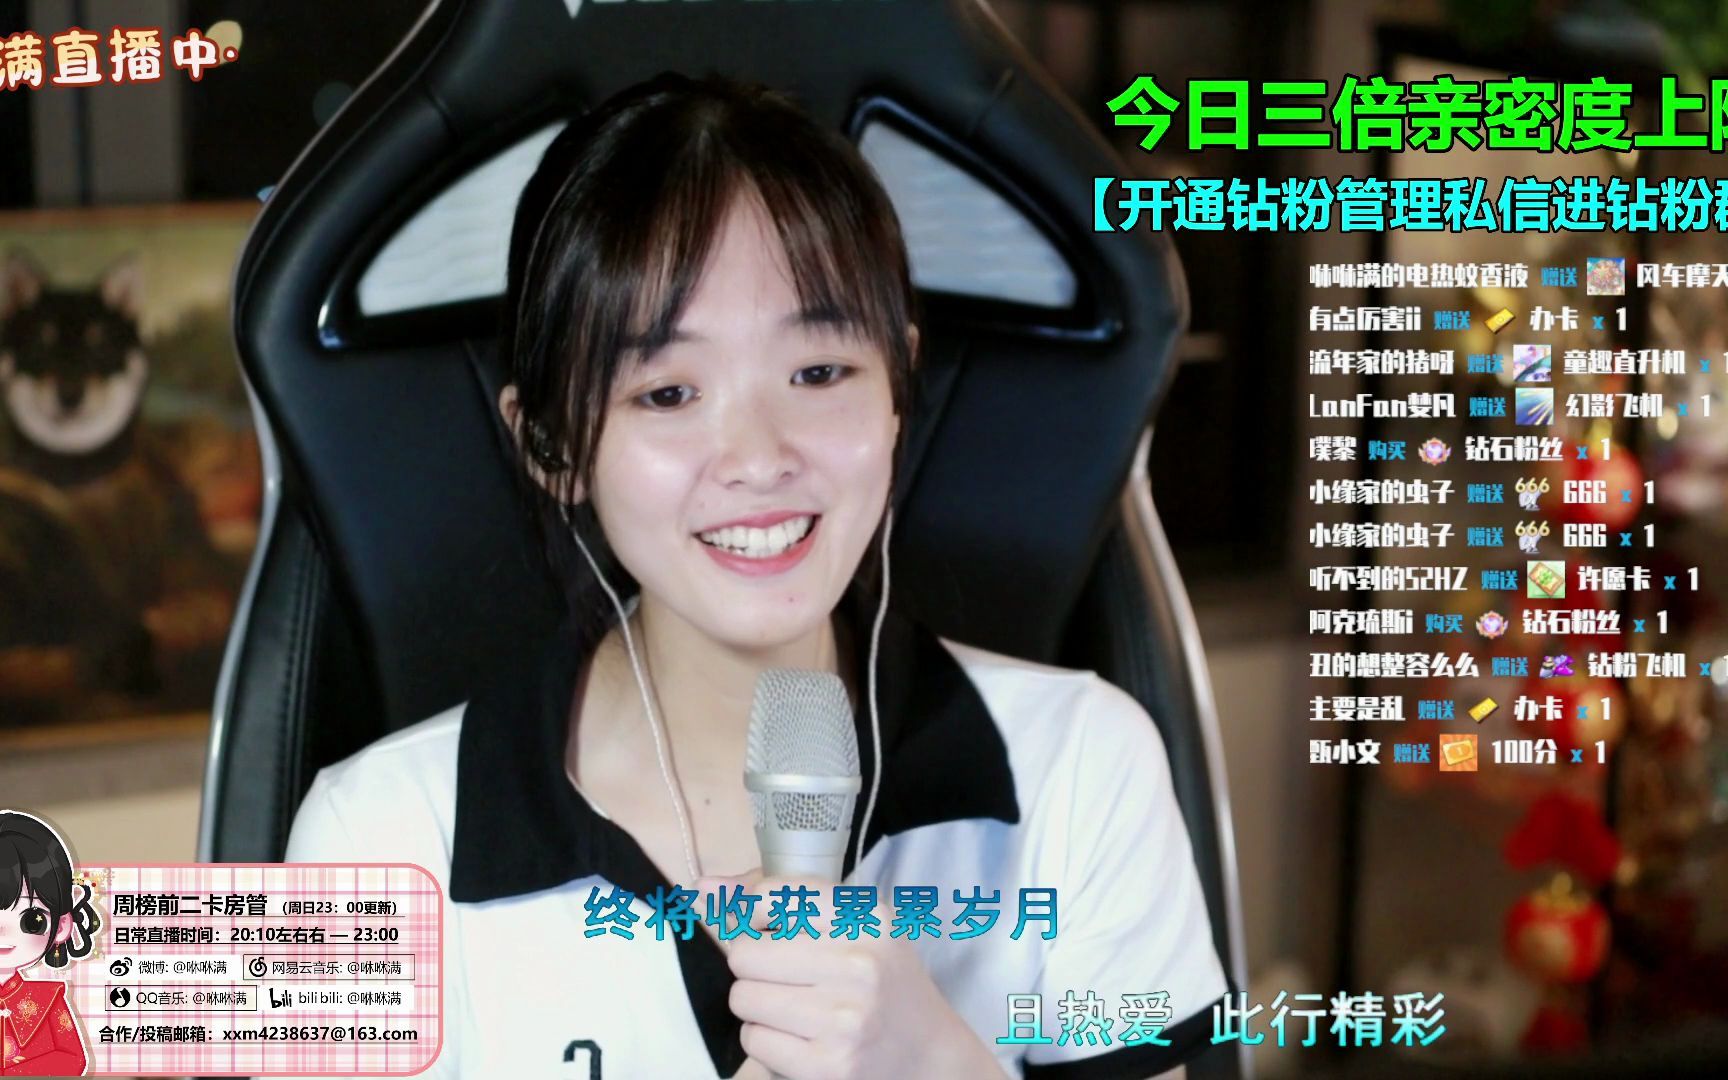 满直播中
今日三倍亲密度上
【开通钻粉管理私信进钻粉
咻咻满的电热蚊香液 赠送 风车摩天
有点厉害ii 赠送 办卡 x 1
流年家的猪呀 赠送 童趣直升机 x 1
LanFan梦凡 赠送 幻影飞机 x 1
噗黎 购买 钻石粉丝 x 1
小缘家的虫子 赠送 666 x 1
小缘家的虫子 赠送 666 x 1
听不到的52HZ 赠送 许愿卡 x 1
阿克琉斯i 购买 钻石粉丝 x 1
丑的想整容么么 赠送 钻粉飞机 x 1
主要是乱 赠送 办卡 x 1
甄小文 赠送 100分 x 1
周榜前二卡房管 (周日23：00更新)
日常直播时间：20:10左右右 — 23:00
微博: @咻咻满 网易云音乐: @咻咻满
QQ音乐: @咻咻满 bili bili bili: @咻咻满
合作/投稿邮箱：xxm4238637@163.com
终将收获累累岁月
且热爱 此行精彩